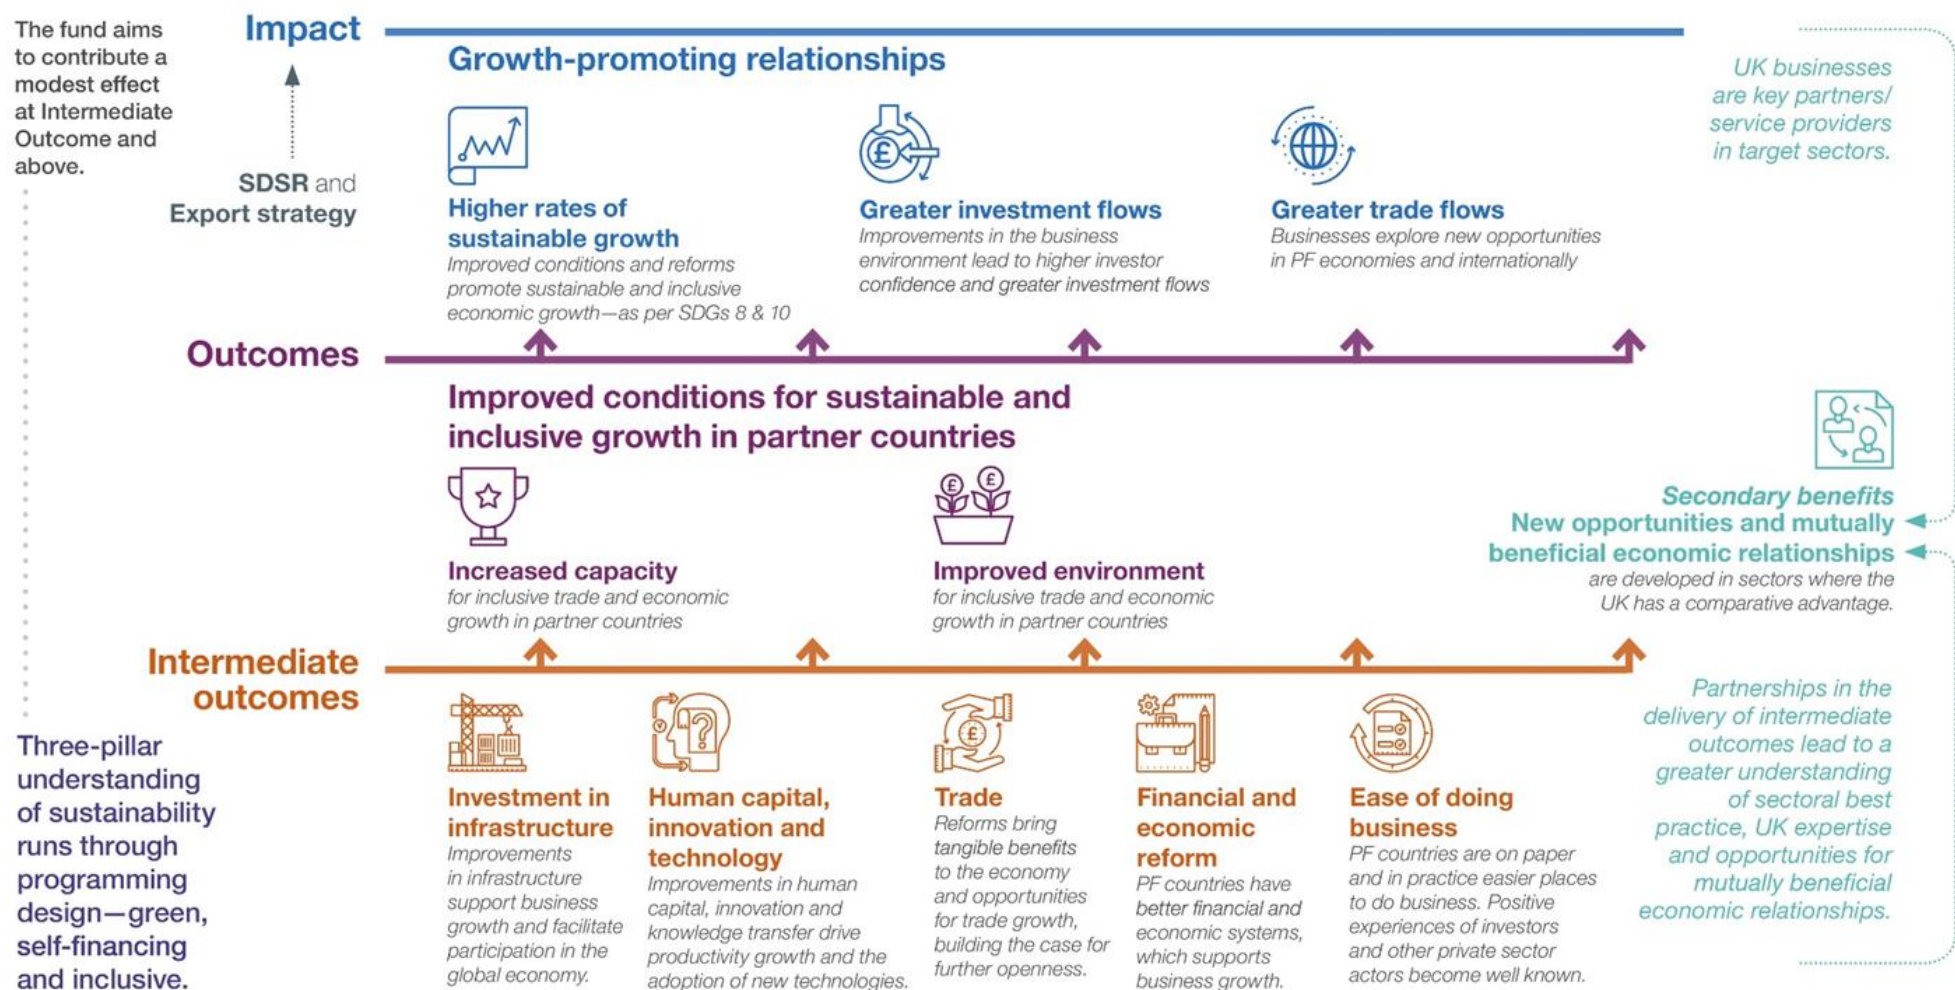 The fund aims
to contribute a
modest effect
at Intermediate
Outcome and
above.
Impact
SDSR and
Export strategy
Growth-promoting relationships
Higher rates of
sustainable growth
Improved conditions and reforms
promote sustainable and inclusive
economic growth—as per SDGs 8 & 10
£
Greater investment flows
Improvements in the business
environment lead to higher investor
confidence and greater investment flows
Greater trade flows
Businesses explore new opportunities
in PF economies and internationally
UK businesses
are key partners/
service providers
in target sectors.
Outcomes
Improved conditions for sustainable and
inclusive growth in partner countries
Increased capacity
for inclusive trade and economic
growth in partner countries
£ £
Improved environment
for inclusive trade and economic
growth in partner countries
Secondary benefits
New opportunities and mutually
beneficial economic relationships
are developed in sectors where the
UK has a comparative advantage.
Intermediate
outcomes
Three-pillar
understanding
of sustainability
runs through
programming
design—green,
self-financing
and inclusive.
Investment in
infrastructure
Improvements
in infrastructure
support business
growth and facilitate
participation in the
global economy.
?
Human capital,
innovation and
technology
Improvements in human
capital, innovation and
knowledge transfer drive
productivity growth and the
adoption of new technologies.
£
Trade
Reforms bring
tangible benefits
to the economy
and opportunities
for trade growth,
building the case for
further openness.
Financial and
economic
reform
PF countries have
better financial and
economic systems,
which supports
business growth.
Ease of doing
business
PF countries are on paper
and in practice easier places
to do business. Positive
experiences of investors
and other private sector
actors become well known.
Partnerships in the
delivery of intermediate
outcomes lead to a
greater understanding
of sectoral best
practice, UK expertise
and opportunities for
mutually beneficial
economic relationships.